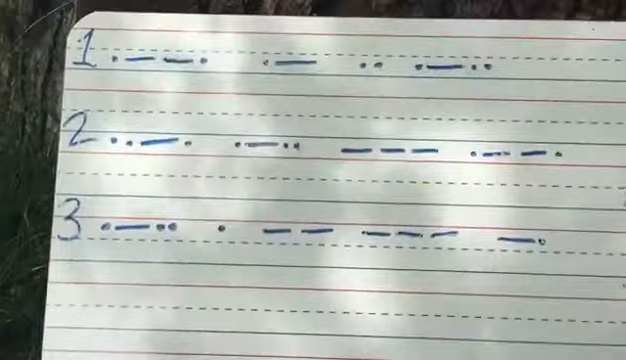 1 .--. .- .. .-..
2 ..-. .-.. --- .--.
3 .-.. . -- --- -.